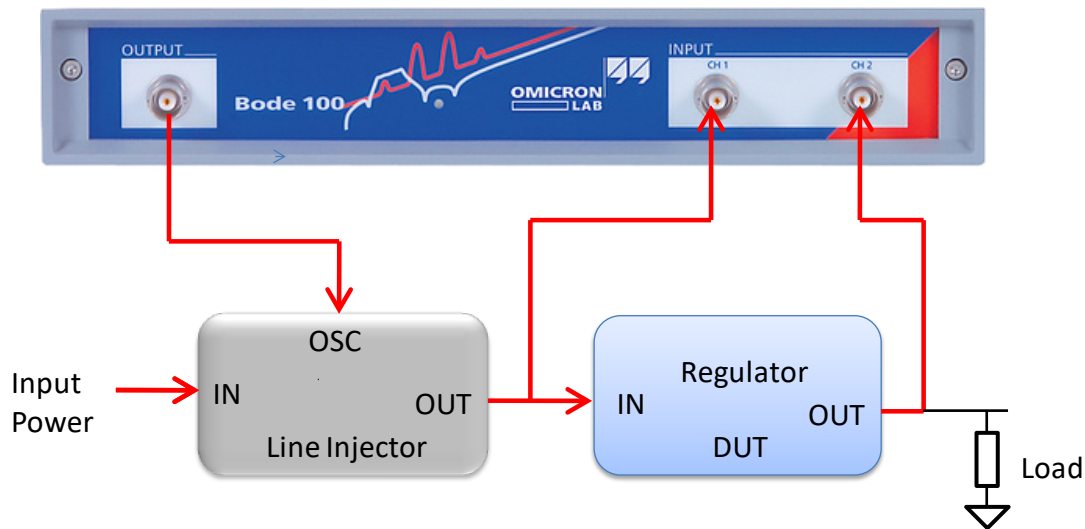 OUTPUT
Bode 100
OMICRON
LAB
INPUT
CH 1
CH 2
OSC
IN
OUT
Line Injector
Input
Power
Regulator
IN
OUT
DUT
Load